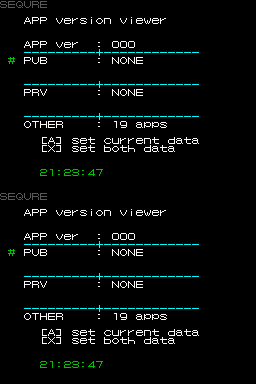 SEQURE
APP version viewer
APP ver : 000
# PUB : NONE
PRV : NONE
OTHER : 19 apps
[A] set current data
[X] set both data
21:23:47
SEQURE
APP version viewer
APP ver : 000
# PUB : NONE
PRV : NONE
OTHER : 19 apps
[A] set current data
[X] set both data
21:23:47